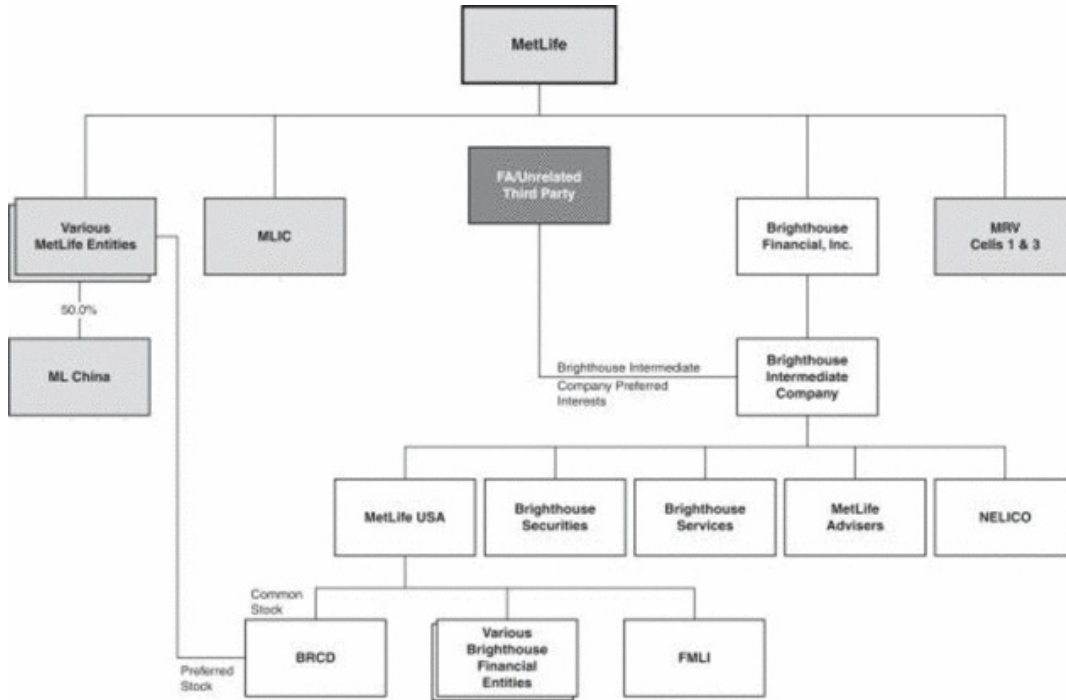 MetLife
FA/Unrelated
Third Party
Various
MetLife Entities
MLIC
Brighthouse
Financial, Inc.
MRV
Cells 1 & 3
50.0%
ML China
Brighthouse Intermediate
Company Preferred
Interests
Brighthouse
Intermediate
Company
MetLife USA
Brighthouse
Securities
Brighthouse
Services
MetLife
Advisers
NELICO
Common
Stock
BRCD
Various
Brighthouse
Financial
Entities
FMLI
Preferred
Stock